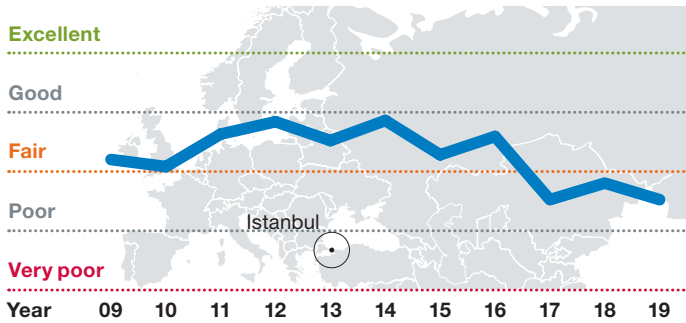 Excellent
Good
Fair
Poor
Istanbul
Very poor
Year 09 10 11 12 13 14 15 16 17 18 19